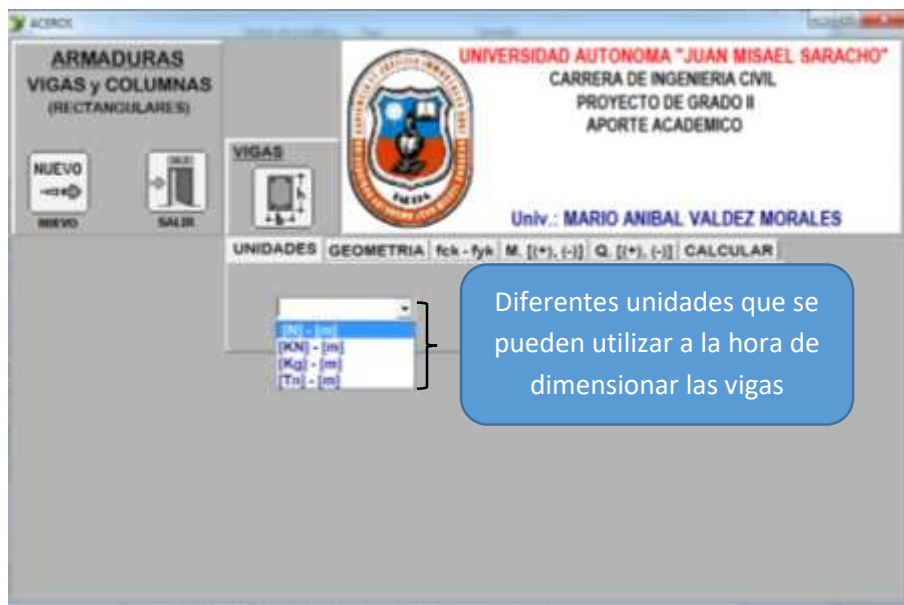 ACEROS
ARMADURAS
VIGAS y COLUMNAS
(RECTANGULARES)
NUEVO
NUEVO
SALIR
VIGAS
h
b
UNIVERSIDAD AUTONOMA "JUAN MISAEL SARACHO"
CARRERA DE INGENIERIA CIVIL
PROYECTO DE GRADO II
APORTE ACADEMICO
Univ.: MARIO ANIBAL VALDEZ MORALES
UNIDADES GEOMETRIA fck - fyk M. [(+), (-)] Q. [(+), (-)] CALCULAR
[N] - [m]
[KN] - [m]
[Kg] - [m]
[Tn] - [m]
Diferentes unidades que se
pueden utilizar a la hora de
dimensionar las vigas